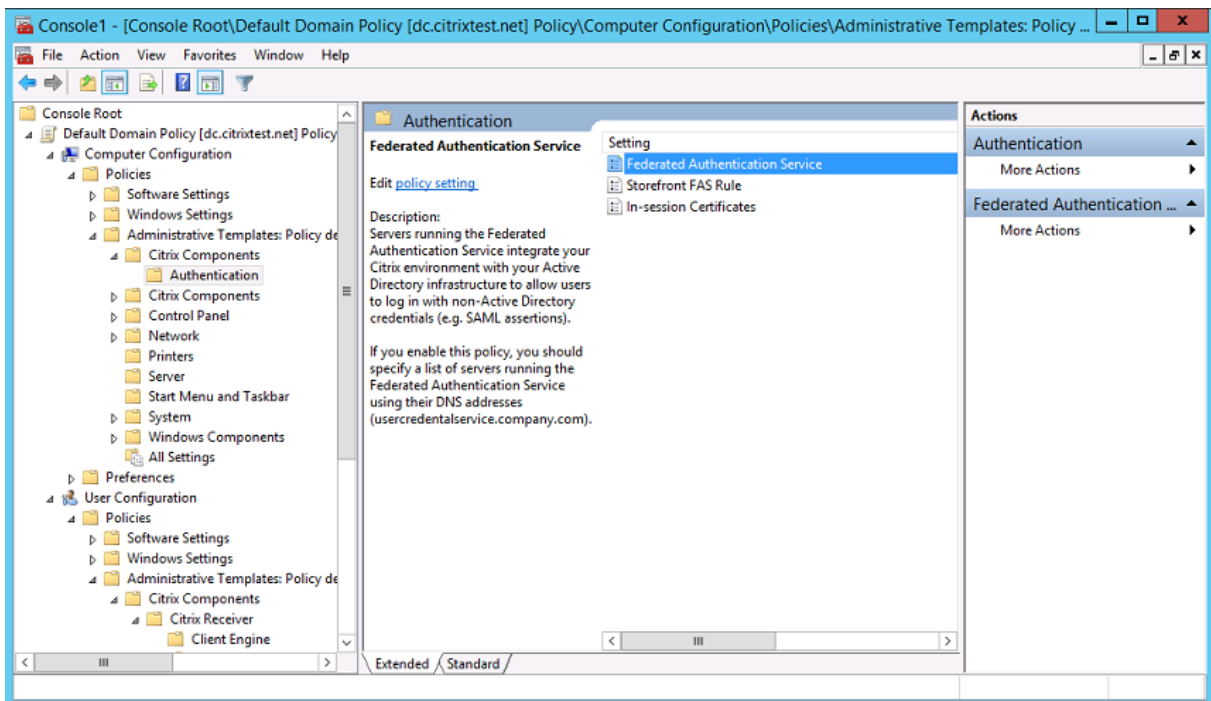 Console1 - [Console Root\Default Domain Policy [dc.citrixtest.net] Policy\Computer Configuration\Policies\Administrative Templates: Policy ...
File Action View Favorites Window Help
Console Root
Default Domain Policy [dc.citrixtest.net] Policy
Computer Configuration
Policies
Software Settings
Windows Settings
Administrative Templates: Policy de
Citrix Components
Authentication
Citrix Components
Control Panel
Network
Printers
Server
Start Menu and Taskbar
System
Windows Components
All Settings
Preferences
User Configuration
Policies
Software Settings
Windows Settings
Administrative Templates: Policy de
Citrix Components
Citrix Receiver
Client Engine
Authentication
Federated Authentication Service
Edit policy setting
Description:
Servers running the Federated
Authentication Service integrate your
Citrix environment with your Active
Directory infrastructure to allow users
to log in with non-Active Directory
credentials (e.g. SAML assertions).
If you enable this policy, you should
specify a list of servers running the
Federated Authentication Service
using their DNS addresses
(usercredentalservice.company.com).
Setting
Federated Authentication Service
Storefront FAS Rule
In-session Certificates
Extended Standard
Actions
Authentication
More Actions
Federated Authentication ...
More Actions